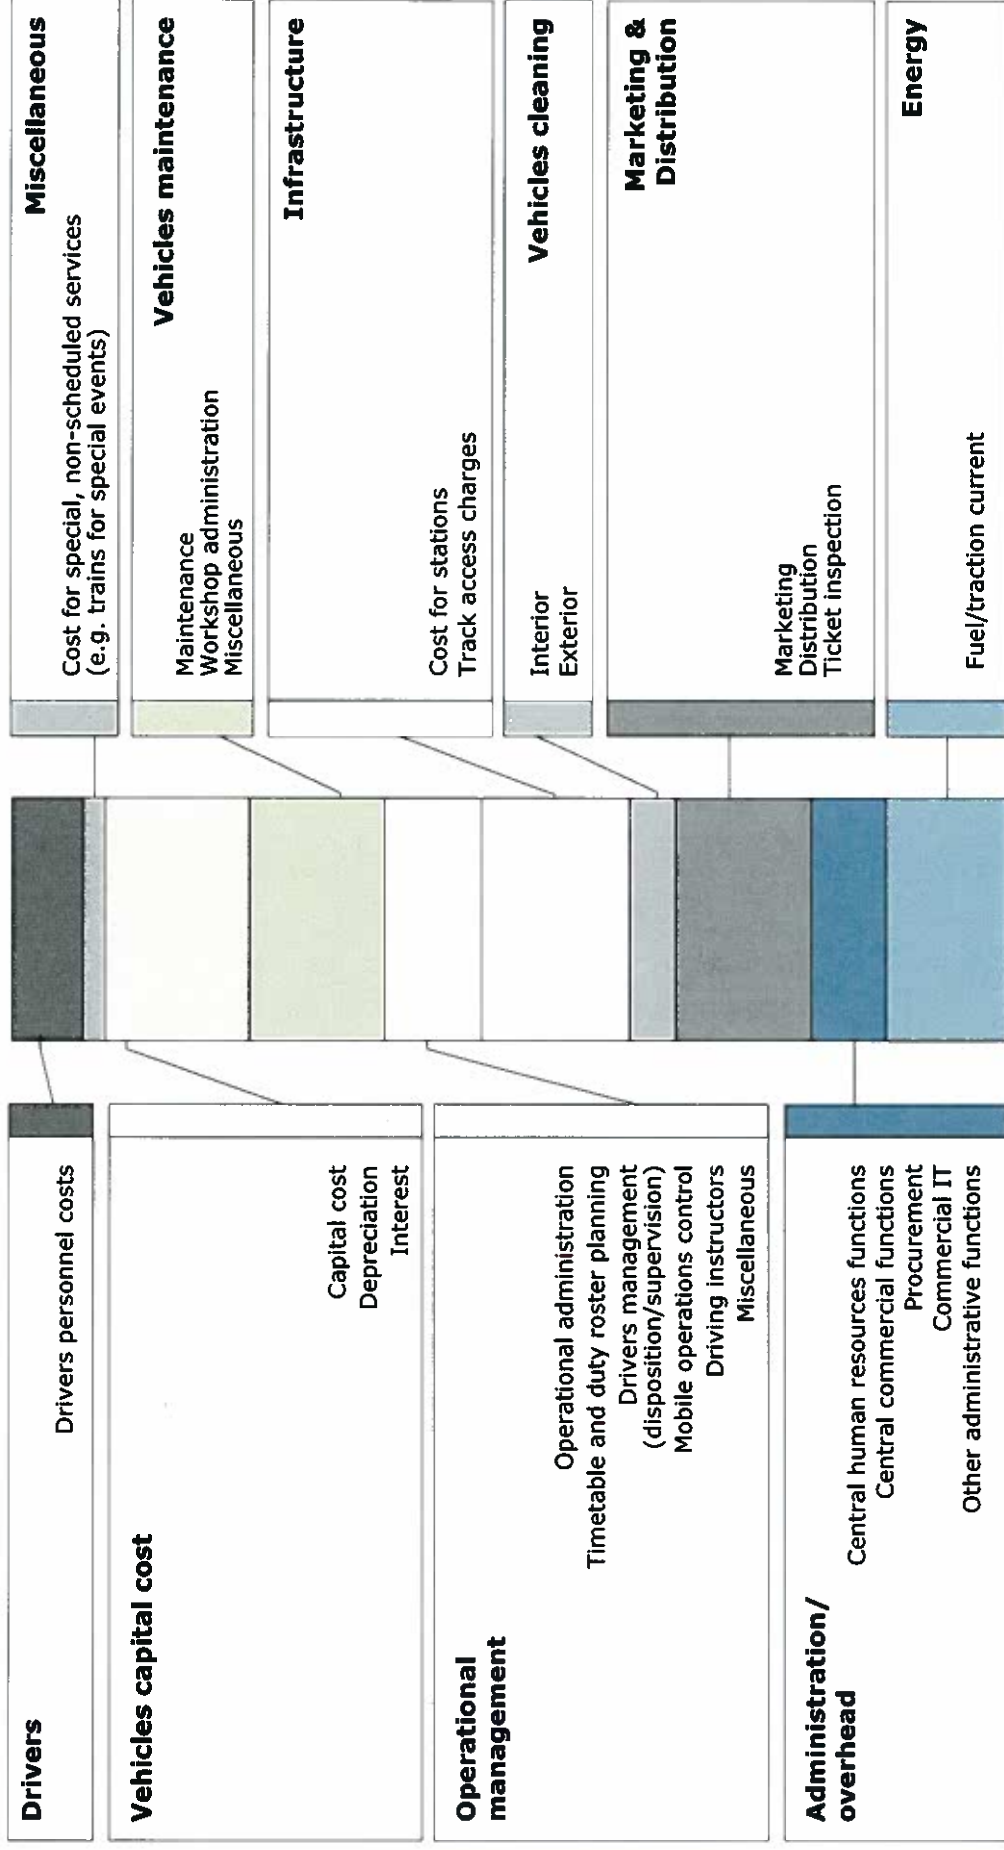 Drivers
Drivers personnel costs
Vehicles capital cost
Capital cost
Depreciation
Interest
Operational
management
Operational administration
Timetable and duty roster planning
Drivers management
(disposition/supervision)
Mobile operations control
Driving instructors
Miscellaneous
Administration/
overhead
Central human resources functions
Central commercial functions
Procurement
Commercial IT
Other administrative functions
Miscellaneous
Cost for special, non-scheduled services
(e.g. trains for special events)
Vehicles maintenance
Maintenance
Workshop administration
Miscellaneous
Infrastructure
Cost for stations
Track access charges
Vehicles cleaning
Interior
Exterior
Marketing &
Distribution
Marketing
Distribution
Ticket inspection
Energy
Fuel/traction current